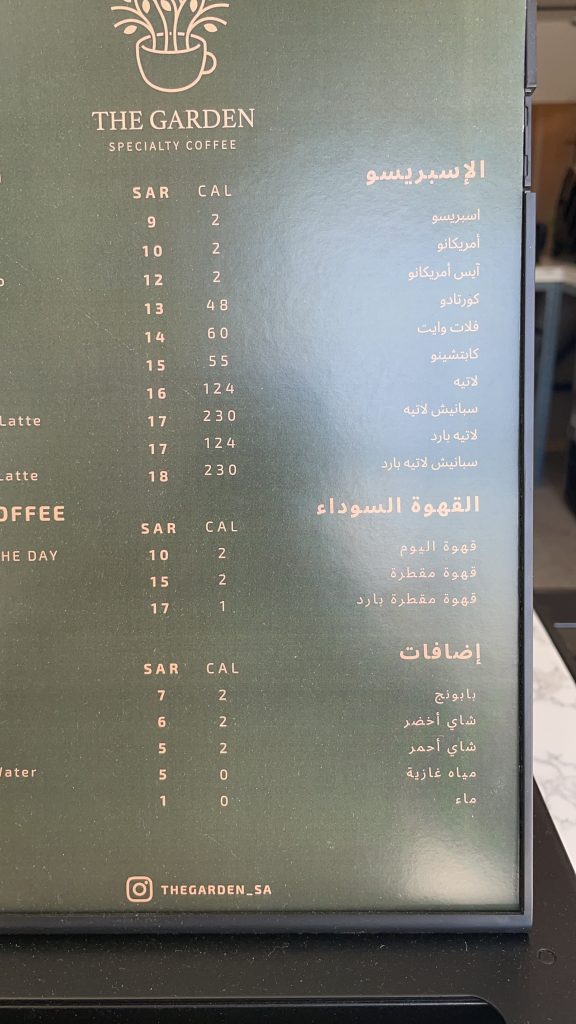 THE GARDEN
SPECIALTY COFFEE
الإسبريسو
SAR CAL
9 2 اسبريسو
10 2 أمريكانو
12 2 آيس أمريكانو
13 48 كورتادو
14 60 فلات وايت
15 55 كابتشينو
16 124 لاتيه
Latte 17 230 سبانيش لاتيه
17 124 لاتيه بارد
Latte 18 230 سبانيش لاتيه بارد
OFFEE SAR CAL القهوة السوداء
HE DAY 10 2 قهوة اليوم
15 2 قهوة مقطرة
17 1 قهوة مقطرة بارد
SAR CAL إضافات
7 2 بابونج
6 2 شاي أخضر
5 2 شاي أحمر
Water 5 0 مياه غازية
1 0 ماء
THEGARDEN_SA